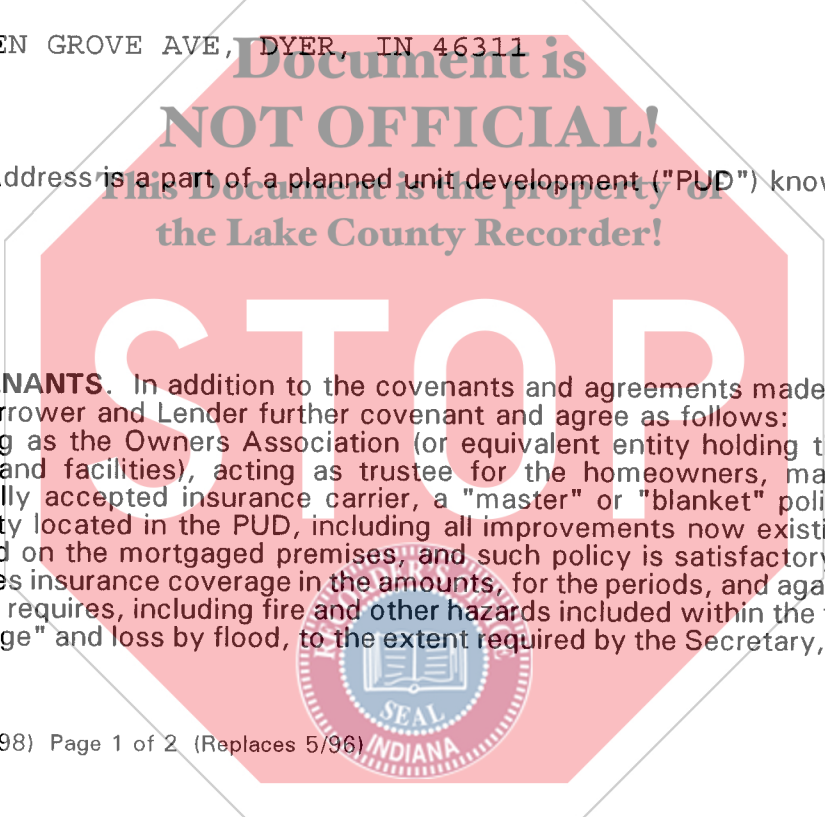 EN GROVE AVE, DYER, IN 46311
Document is
NOT OFFICIAL!
Address is a part of a planned unit development ("PUD") know
This Document is the property of
the Lake County Recorder!
STOP
NANTS. In addition to the covenants and agreements made
rrower and Lender further covenant and agree as follows:
g as the Owners Association (or equivalent entity holding t
and facilities), acting as trustee for the homeowners, ma
lly accepted insurance carrier, a "master" or "blanket" poli
ty located in the PUD, including all improvements now existi
d on the mortgaged premises, and such policy is satisfactory
es insurance coverage in the amounts, for the periods, and aga
requires, including fire and other hazards included within the
ge" and loss by flood, to the extent required by the Secretary,
RECORDER'S OFFICE
SEAL
INDIANA
98) Page 1 of 2 (Replaces 5/96)